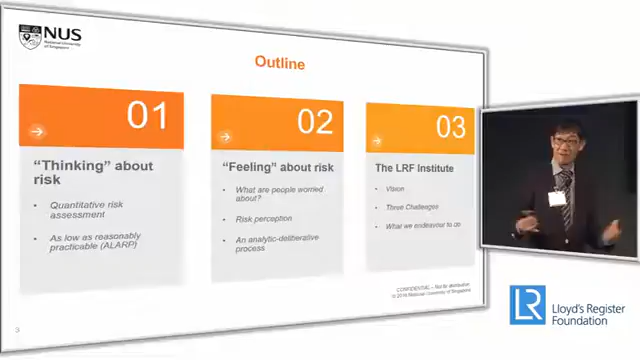 NUS
National University
of Singapore
Outline
01
“Thinking” about
risk
Quantitative risk
assessment
As low as reasonably
practicable (ALARP)
02
“Feeling” about risk
What are people worried
about?
Risk perception
An analytic-deliberative
process
03
The LRF Institute
Vision
Three Challenges
What we endeavour to do
CONFIDENTIAL – Not for distribution
© 2016 National University of Singapore
3
LR
Lloyd's Register
Foundation